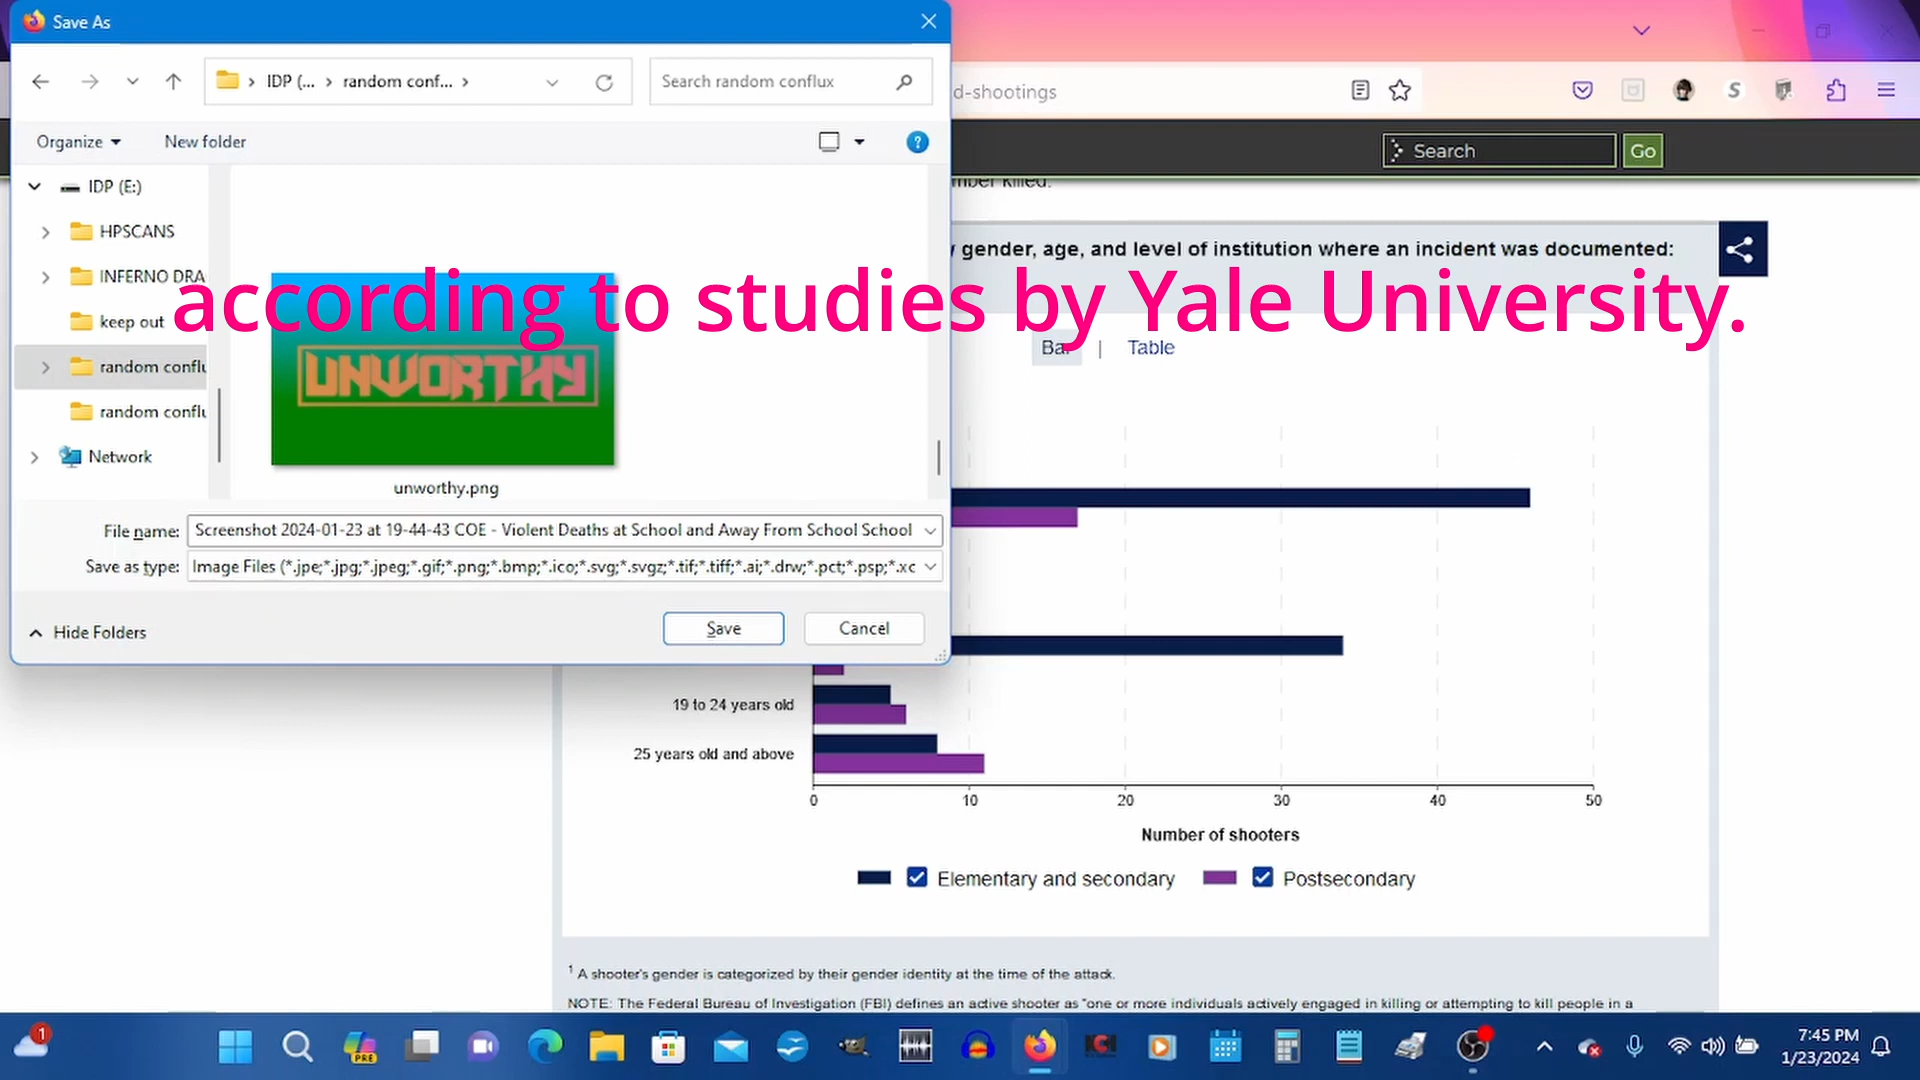 Save As
IDP (... > random conf... >
Search random conflux
d-shootings
Organize
New folder
?
Search
Go
IDP (E:)
HPSCANS
INFERNO DRA
keep out
random conflu
random conflu
Network
UNWORTHY
unworthy.png
mber killed.
gender, age, and level of institution where an incident was documented:
according to studies by Yale University.
Bar | Table
File name: Screenshot 2024-01-23 at 19-44-43 COE - Violent Deaths at School and Away From School School
Save as type: Image Files (*.jpe;*.jpg;*.jpeg;*.gif;*.png;*.bmp;*.ico;*.svg;*.svgz;*.tif;*.tiff;*.ai;*.drw;*.pct;*.psp;*.xc
Hide Folders
Save
Cancel
19 to 24 years old
25 years old and above
0 10 20 30 40 50
Number of shooters
Elementary and secondary
Postsecondary
1 A shooter's gender is categorized by their gender identity at the time of the attack.
NOTE: The Federal Bureau of Investigation (FBI) defines an active shooter as "one or more individuals actively engaged in killing or attempting to kill people in a
1
PRE
7:45 PM
1/23/2024